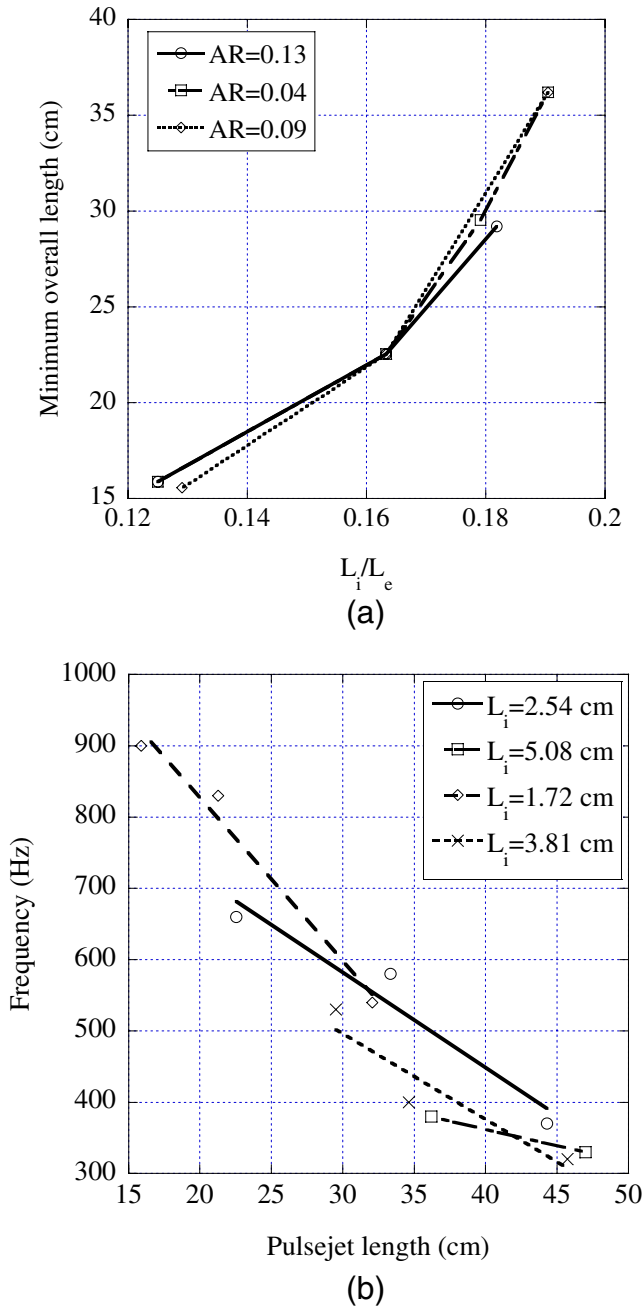 40
35
30
25
20
15
Minimum overall length (cm)
AR=0.13
AR=0.04
AR=0.09
0.12 0.14 0.16 0.18 0.2
L_i/L_e
(a)
1000
900
800
700
600
500
400
300
Frequency (Hz)
L_i=2.54 cm
L_i=5.08 cm
L_i=1.72 cm
L_i=3.81 cm
15 20 25 30 35 40 45 50
Pulsejet length (cm)
(b)